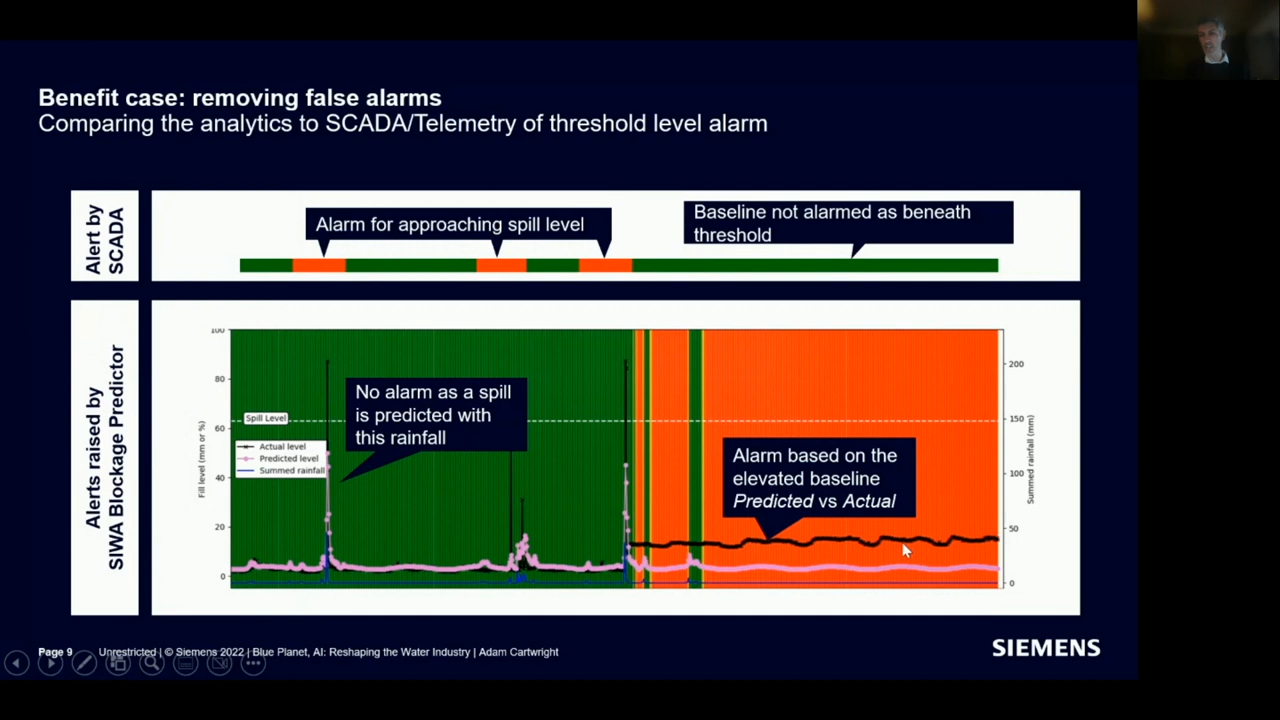 Benefit case: removing false alarms
Comparing the analytics to SCADA/Telemetry of threshold level alarm
Alert by
SCADA
Alarm for approaching spill level
Baseline not alarmed as beneath
threshold
Alerts raised by
SIWA Blockage Predictor
Fill level (mm or %)
100
80
60
40
20
0
Spill Level
Actual level
Predicted level
Summed rainfall
No alarm as a spill
is predicted with
this rainfall
Alarm based on the
elevated baseline
Predicted vs Actual
200
150
100
50
0
Summed rainfall (mm)
Page 9 Unrestricted | © Siemens 2022 | Blue Planet, AI: Reshaping the Water Industry | Adam Cartwright
SIEMENS